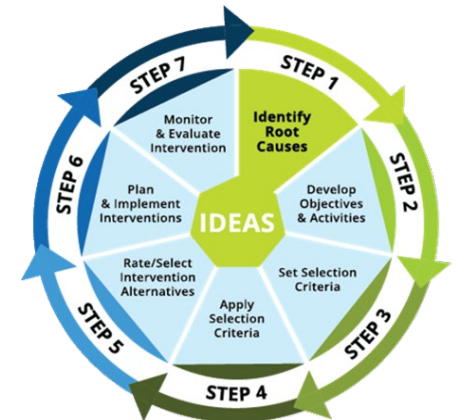 STEP 1
Identify
Root
Causes
STEP 2
Develop
Objectives
& Activities
STEP 3
Set Selection
Criteria
STEP 4
Apply
Selection
Criteria
STEP 5
Rate/Select
Intervention
Alternatives
STEP 6
Plan
& Implement
Interventions
STEP 7
Monitor
& Evaluate
Intervention
IDEAS